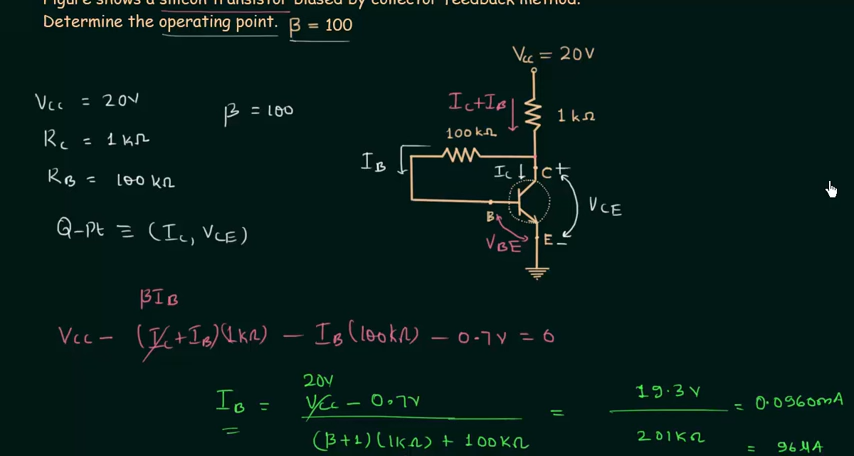 Figure shows a silicon transistor biased by collector feedback method.
Determine the operating point. β = 100
Vcc = 20V
Vcc = 20V
β = 100
Ic+IB
1 kΩ
Rc = 1 kΩ
100 kΩ
IB
Ic
C +
RB = 100 kΩ
VCE
B
Q-Pt ≡ (Ic, VCE)
VBE
E −
βIB
Vcc − (Ic+IB)(1kΩ) − IB(100kΩ) − 0.7V = 0
20V
IB = Vcc − 0.7V / (β+1)(1kΩ) + 100kΩ = 19.3V / 201kΩ = 0.0960mA
= 96μA